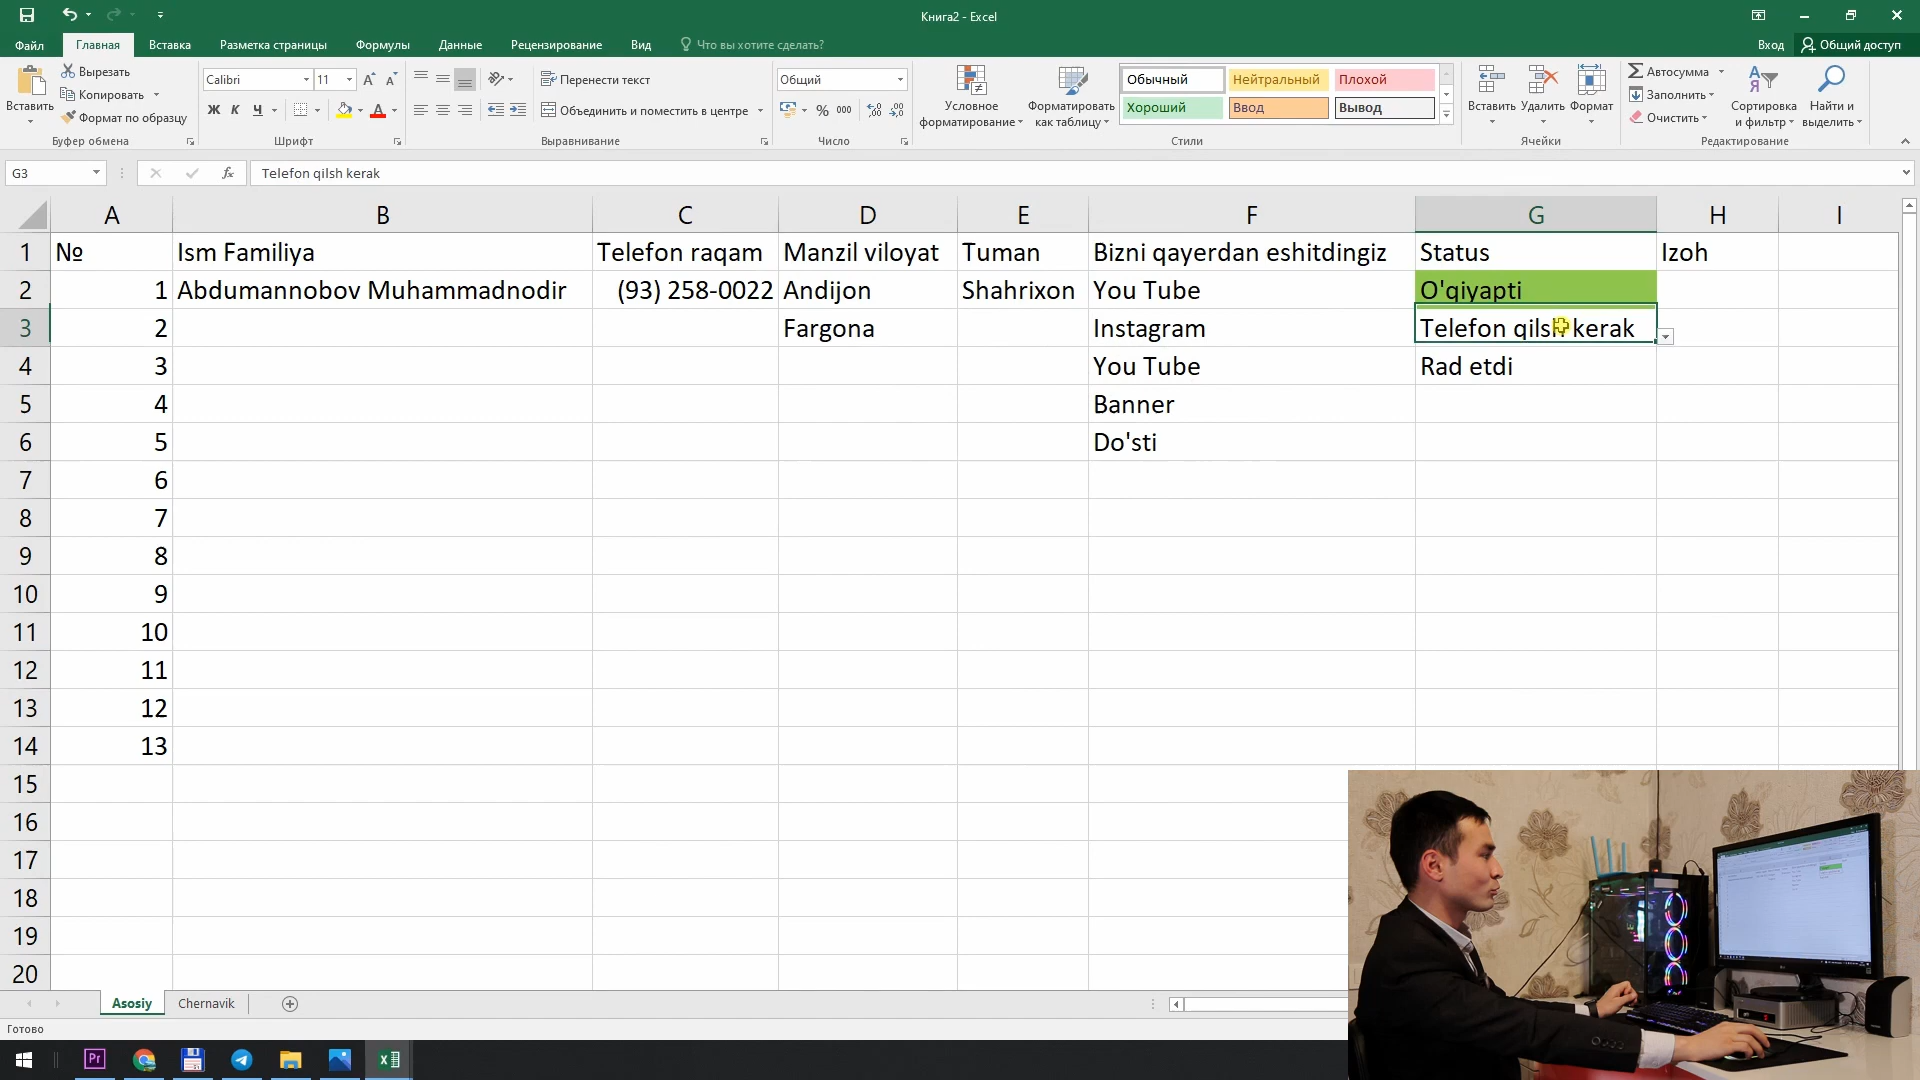 Книга2 - Excel
Файл Главная Вставка Разметка страницы Формулы Данные Рецензирование Вид Что вы хотите сделать? Вход Общий доступ
Вставить
Вырезать
Копировать
Формат по образцу
Буфер обмена
Calibri 11
Ж К Ч
Шрифт
Перенести текст
Объединить и поместить в центре
Выравнивание
Общий
% 000
Число
Условное форматирование
Форматировать как таблицу
Обычный Нейтральный Плохой
Хороший Ввод Вывод
Стили
Вставить Удалить Формат
Ячейки
Автосумма
Заполнить
Очистить
Сортировка и фильтр
Найти и выделить
Редактирование
G3 fx Telefon qilsh kerak
A B C D E F G H I
1 № Ism Familiya Telefon raqam Manzil viloyat Tuman Bizni qayerdan eshitdingiz Status Izoh
2 1 Abdumannobov Muhammadnodir (93) 258-0022 Andijon Shahrixon You Tube O'qiyapti
3 2 Fargona Instagram Telefon qilsh kerak
4 3 You Tube Rad etdi
5 4 Banner
6 5 Do'sti
7 6
8 7
9 8
10 9
11 10
12 11
13 12
14 13
15
16
17
18
19
20
Asosiy Chernavik
Готово
Pr